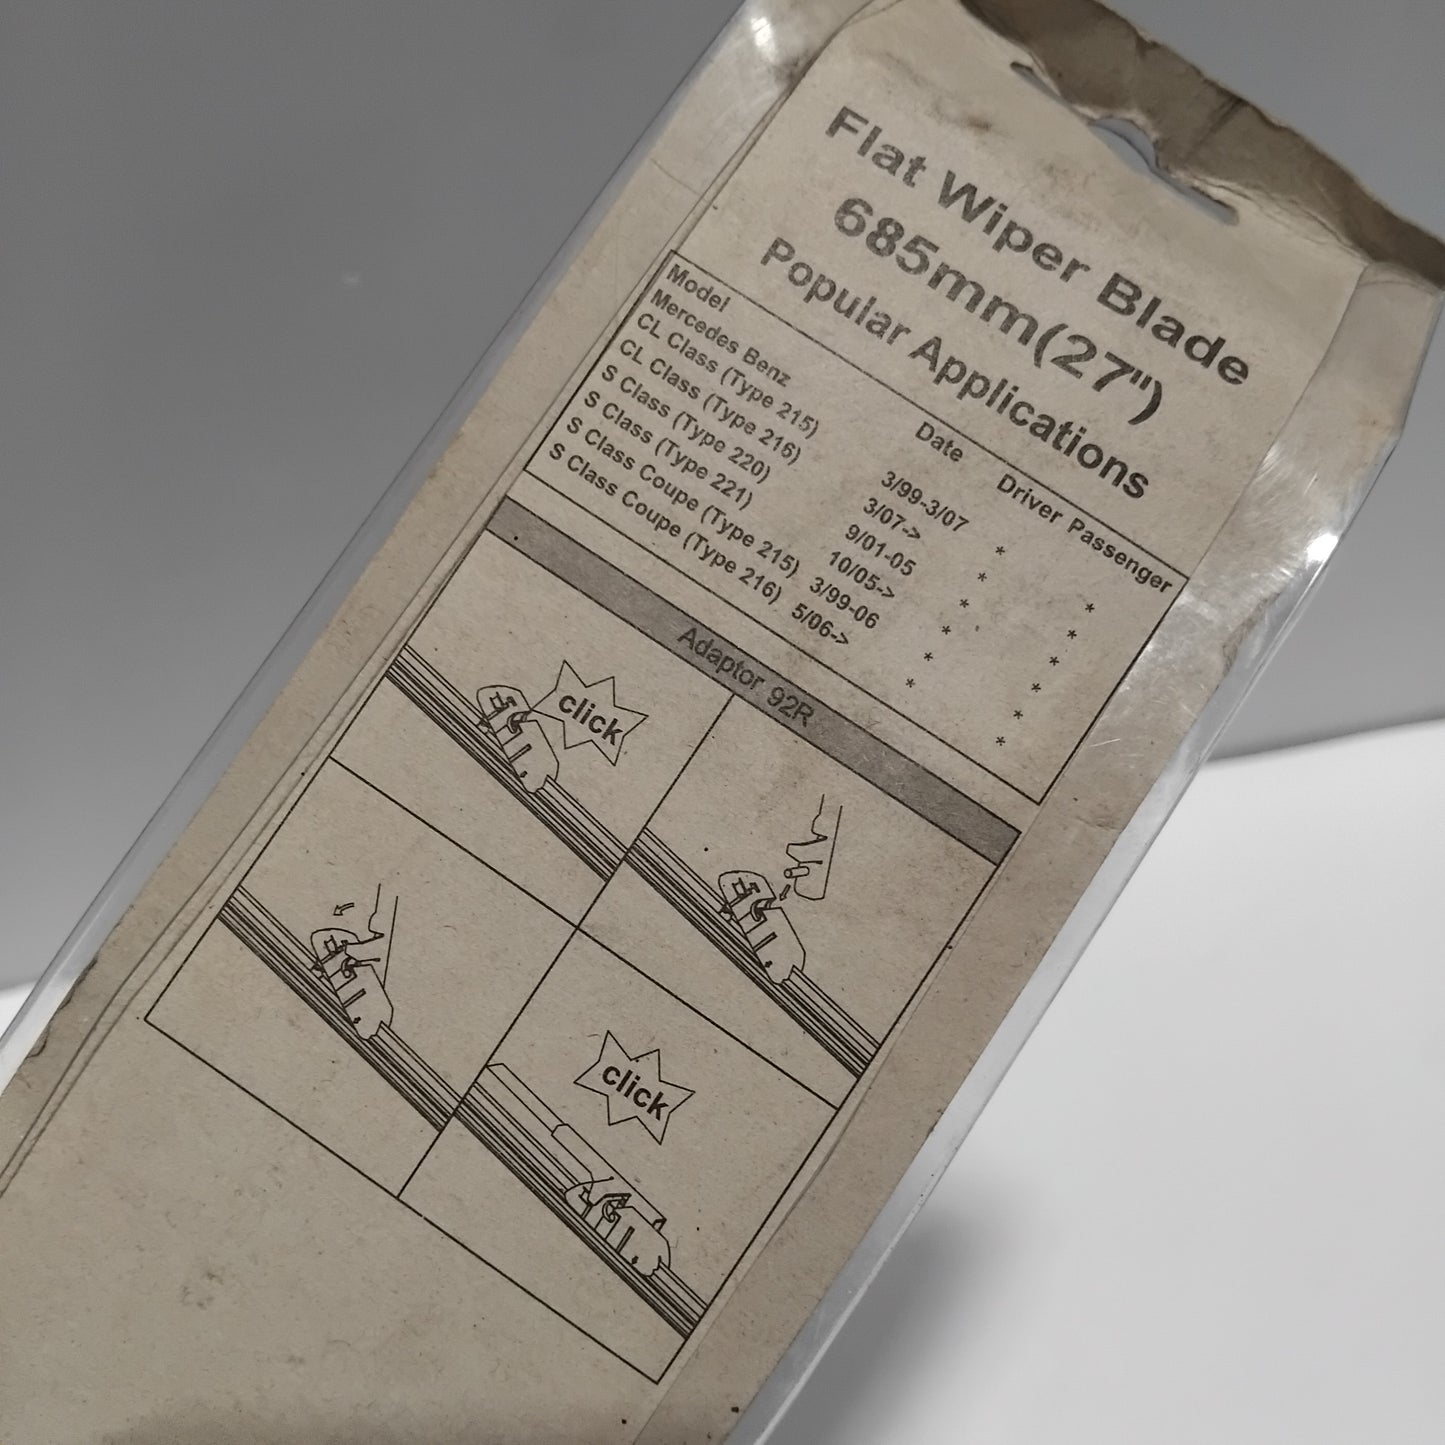 Flat Wiper Blade
685mm(27")
Popular Applications
Model Date Driver Passenger
Mercedes Benz
CL Class (Type 215) 3/99-3/07 * *
CL Class (Type 216) 3/07-> * *
S Class (Type 220) 9/01-05 * *
S Class (Type 221) 10/05-> * *
S Class Coupe (Type 215) 3/99-06 * *
S Class Coupe (Type 216) 5/06-> * *
Adaptor 92R
click
click